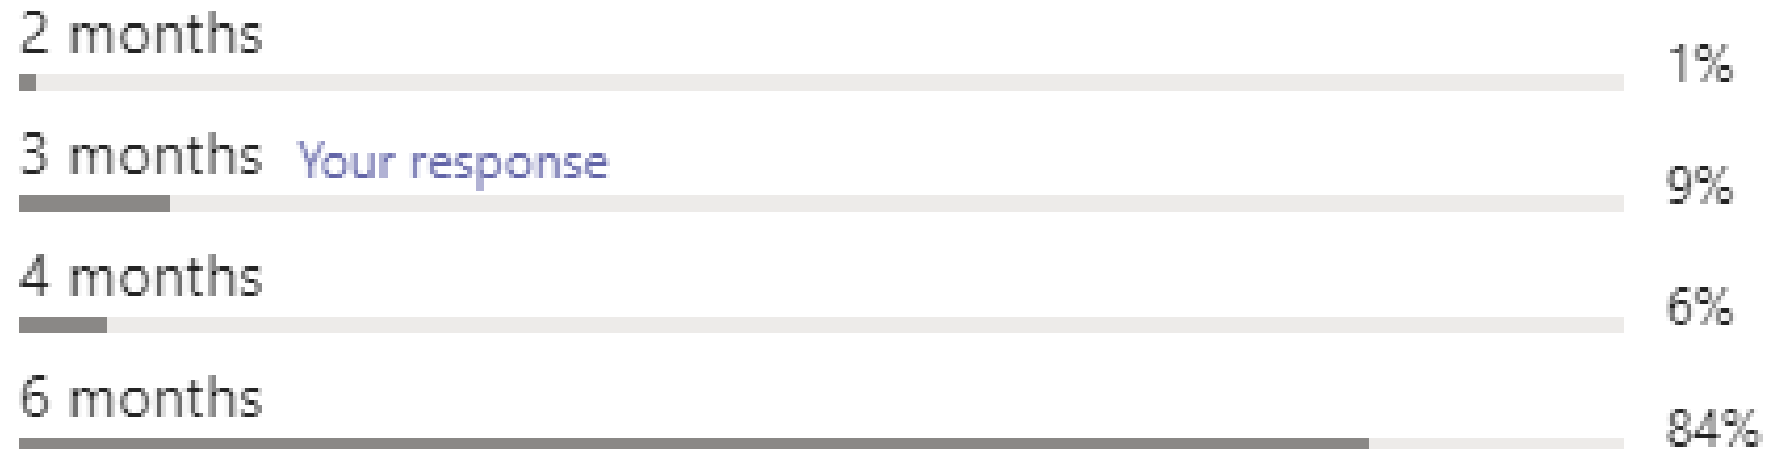 2 months
1%
3 months Your response
9%
4 months
6%
6 months
84%